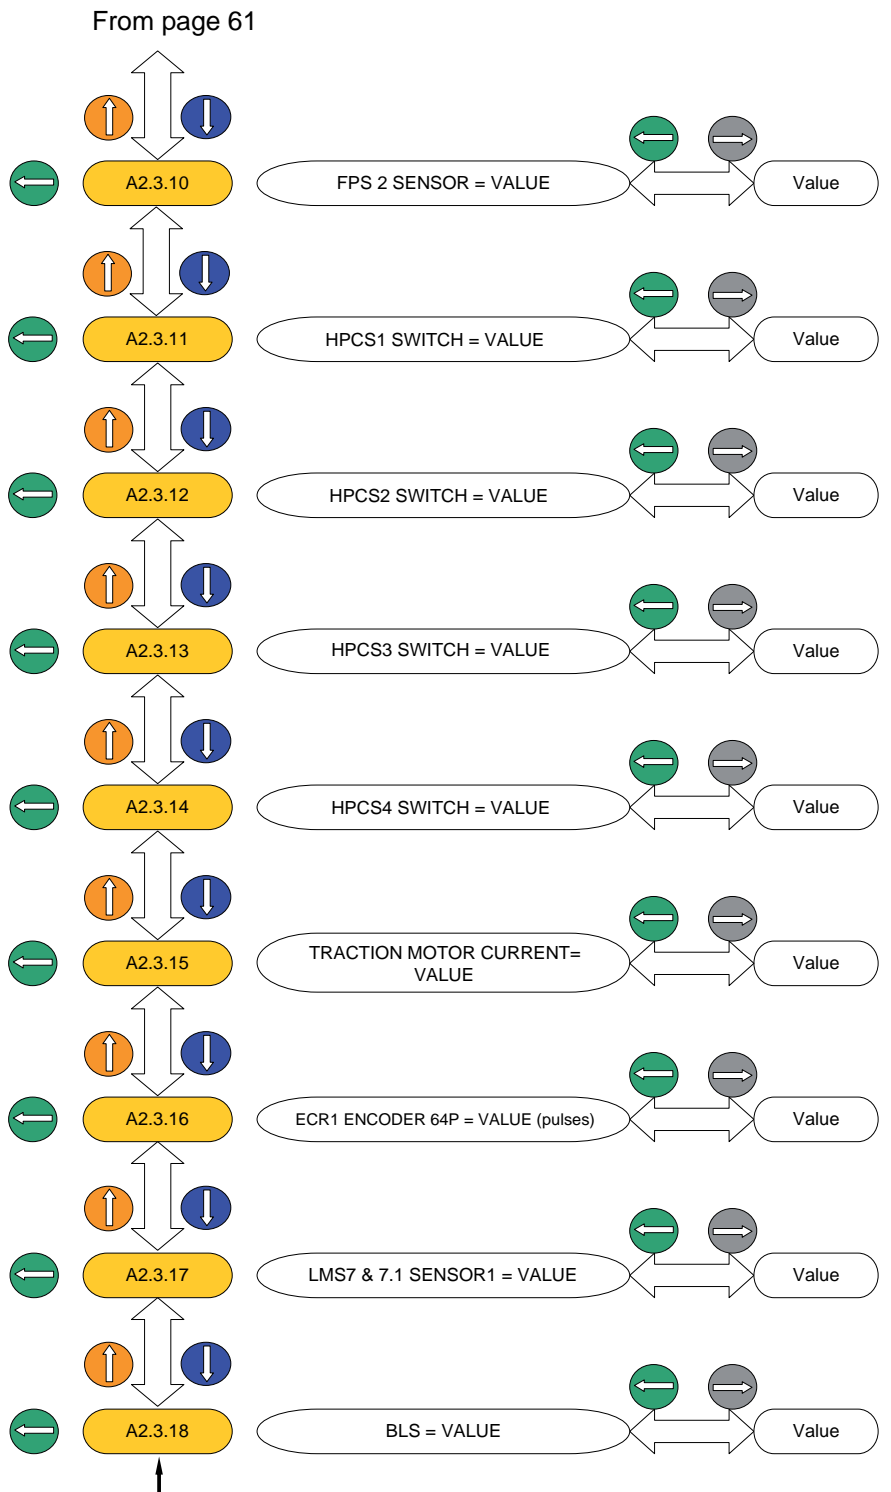 From page 61
A2.3.10
FPS 2 SENSOR = VALUE
Value
A2.3.11
HPCS1 SWITCH = VALUE
Value
A2.3.12
HPCS2 SWITCH = VALUE
Value
A2.3.13
HPCS3 SWITCH = VALUE
Value
A2.3.14
HPCS4 SWITCH = VALUE
Value
A2.3.15
TRACTION MOTOR CURRENT=
VALUE
Value
A2.3.16
ECR1 ENCODER 64P = VALUE (pulses)
Value
A2.3.17
LMS7 & 7.1 SENSOR1 = VALUE
Value
A2.3.18
BLS = VALUE
Value